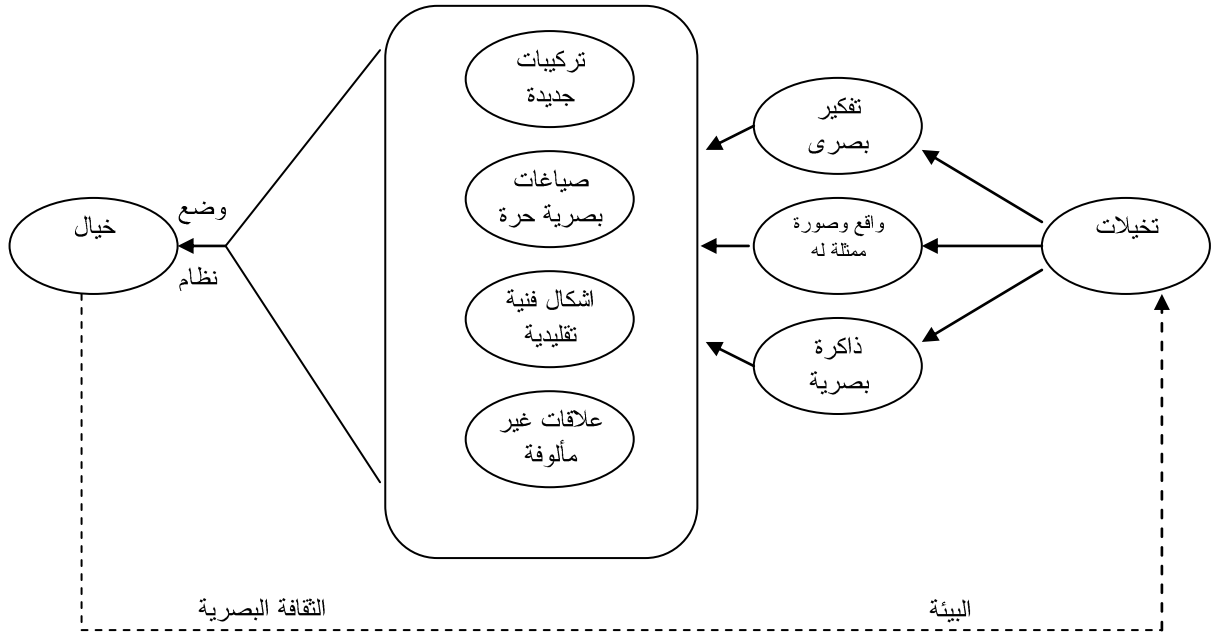 تخيلات
تفكير
بصرى
واقع وصورة
ممثلة له
ذاكرة
بصرية
تركيبات
جديدة
صياغات
بصرية حرة
اشكال فنية
تقليدية
علاقات غير
مألوفة
وضع
نظام
خيال
البيئة
الثقافة البصرية